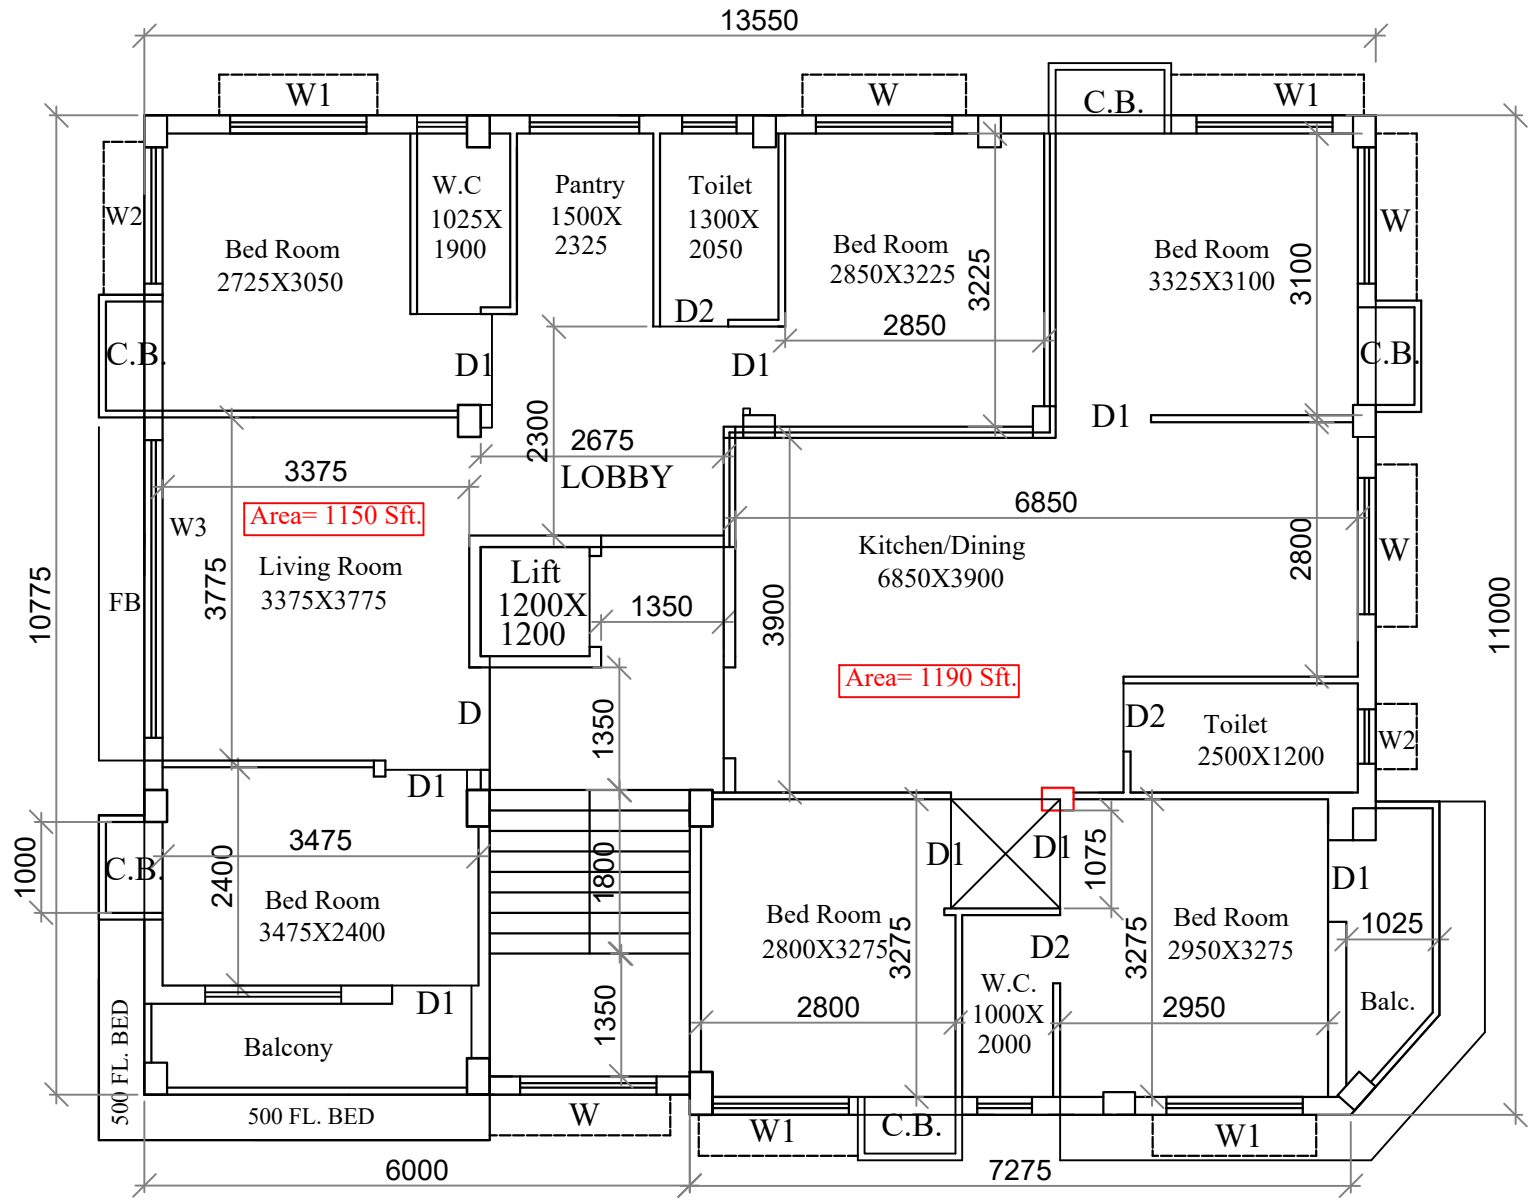 13550
W1
W
C.B.
W1
W2
W.C
1025X
1900
Pantry
1500X
2325
Toilet
1300X
2050
Bed Room
2725X3050
Bed Room
2850X3225
3225
Bed Room
3325X3100
3100
W
C.B.
D1
D2
D1
2850
C.B.
D1
2300
2675
LOBBY
3375
Area= 1150 Sft.
W3
Living Room
3375X3775
3775
FB
10775
Lift
1200X
1200
1350
6850
Kitchen/Dining
6850X3900
3900
2800
W
11000
Area= 1190 Sft.
D
1350
D2
Toilet
2500X1200
W2
D1
1000
C.B.
3475
2400
Bed Room
3475X2400
1800
D1
D1
1075
D1
Bed Room
2800X3275
3275
D2
3275
Bed Room
2950X3275
1025
W.C.
1000X
2000
2800
2950
Balc.
D1
Balcony
1350
500 FL. BED
500 FL. BED
W
W1
C.B.
W1
6000
7275